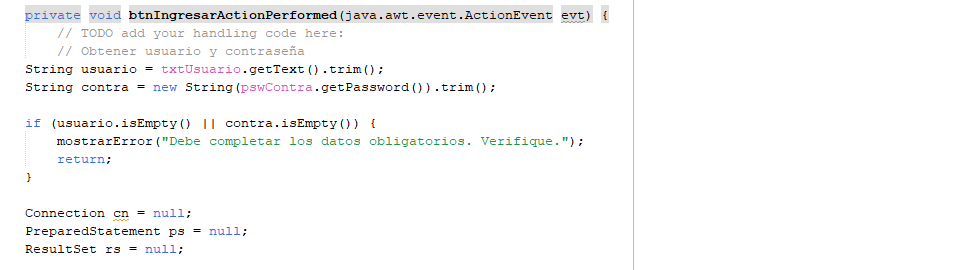 private void btnIngresarActionPerformed(java.awt.event.ActionEvent evt) {
// TODO add your handling code here:
// Obtener usuario y contraseña
String usuario = txtUsuario.getText().trim();
String contra = new String(pswContra.getPassword()).trim();
if (usuario.isEmpty() || contra.isEmpty()) {
mostrarError("Debe completar los datos obligatorios. Verifique.");
return;
}
Connection cn = null;
PreparedStatement ps = null;
ResultSet rs = null;